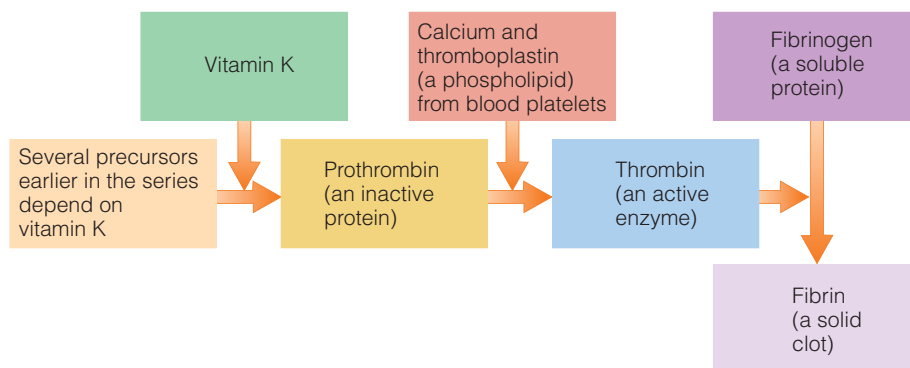 Vitamin K
Calcium and
thromboplastin
(a phospholipid)
from blood platelets
Fibrinogen
(a soluble
protein)
Several precursors
earlier in the series
depend on
vitamin K
Prothrombin
(an inactive
protein)
Thrombin
(an active
enzyme)
Fibrin
(a solid
clot)